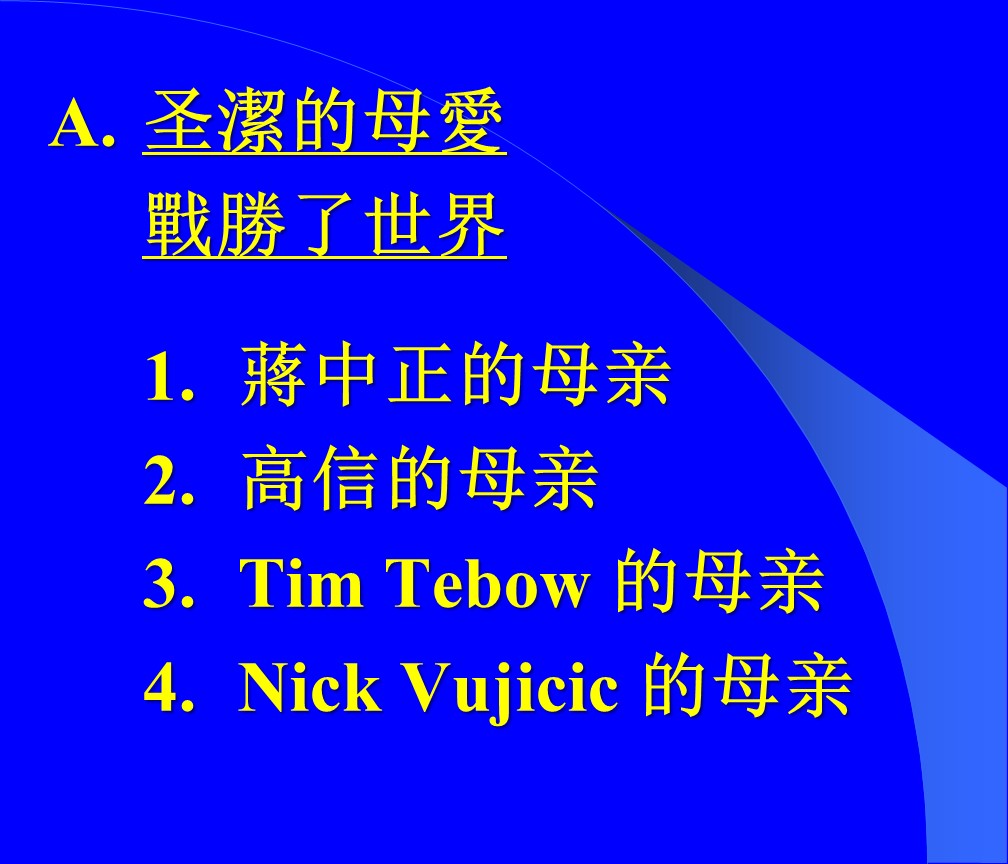 A. 圣潔的母愛
戰勝了世界
1. 蔣中正的母亲
2. 高信的母亲
3. Tim Tebow 的母亲
4. Nick Vujicic 的母亲